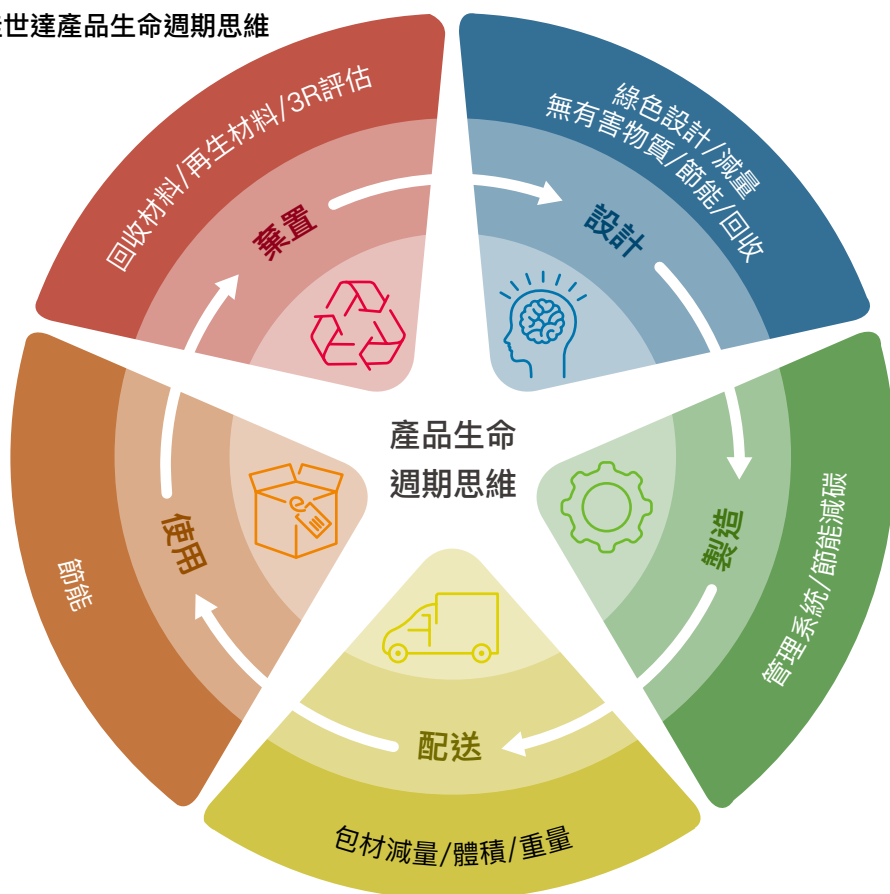 世達產品生命週期思維
綠色設計/減量
無有害物質/節能/回收
設計
管理系統/節能減碳
製造
包材減量/體積/重量
配送
節能
使用
回收材料/再生材料/3R評估
棄置
產品生命
週期思維